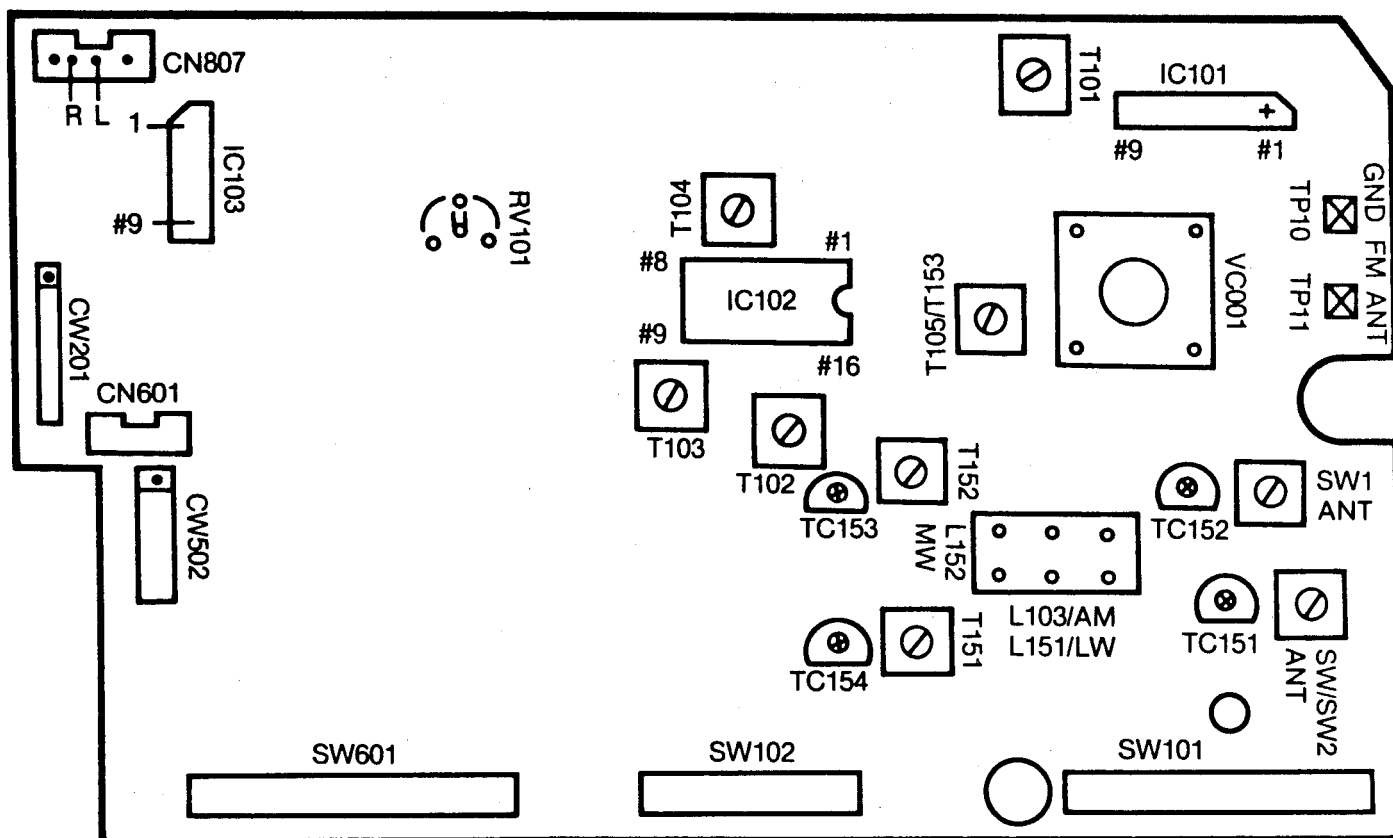 CN807
R L
1
#9
IC103
RV101
T101
IC101
#9 #1
GND
TP10
FM ANT
TP11
T104
#8
#1
IC102
#9
#16
T105/T153
VC001
CW201
CN601
T103
T102
TC153
T152
CW502
L152
MW
TC152
SW1
ANT
L103/AM
L151/LW
TC151
SW/SW2
ANT
TC154
T151
SW601
SW102
SW101